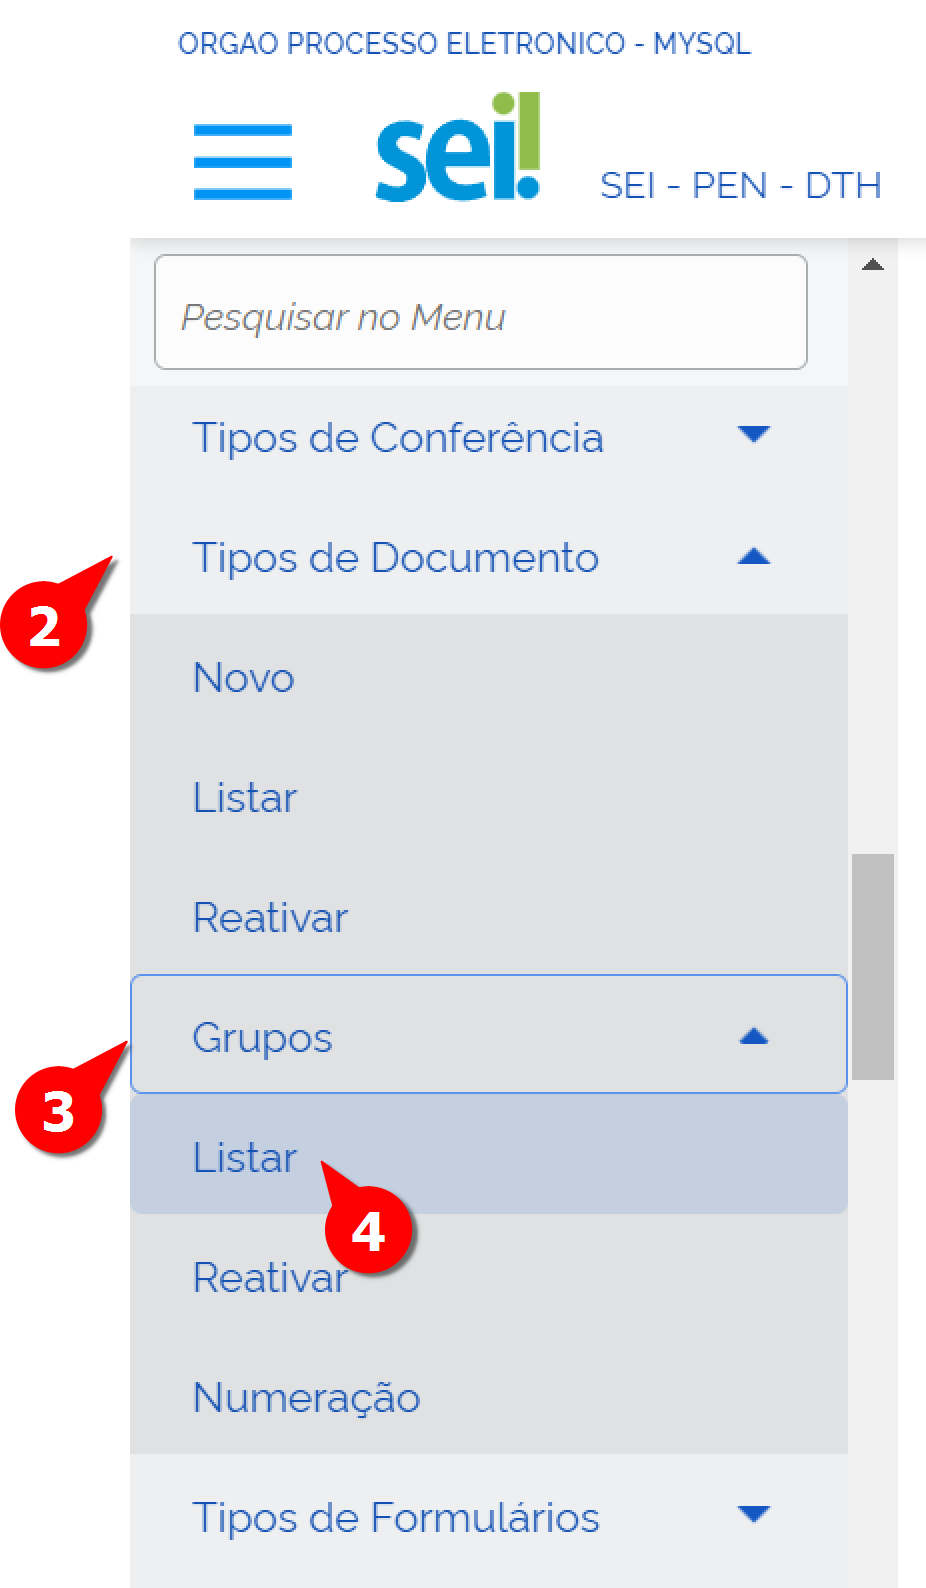 ORGAO PROCESSO ELETRONICO - MYSQL
sei!
SEI - PEN - DTH
Pesquisar no Menu
Tipos de Conferência
Tipos de Documento
2
Novo
Listar
Reativar
Grupos
3
Listar
4
Reativar
Numeração
Tipos de Formulários